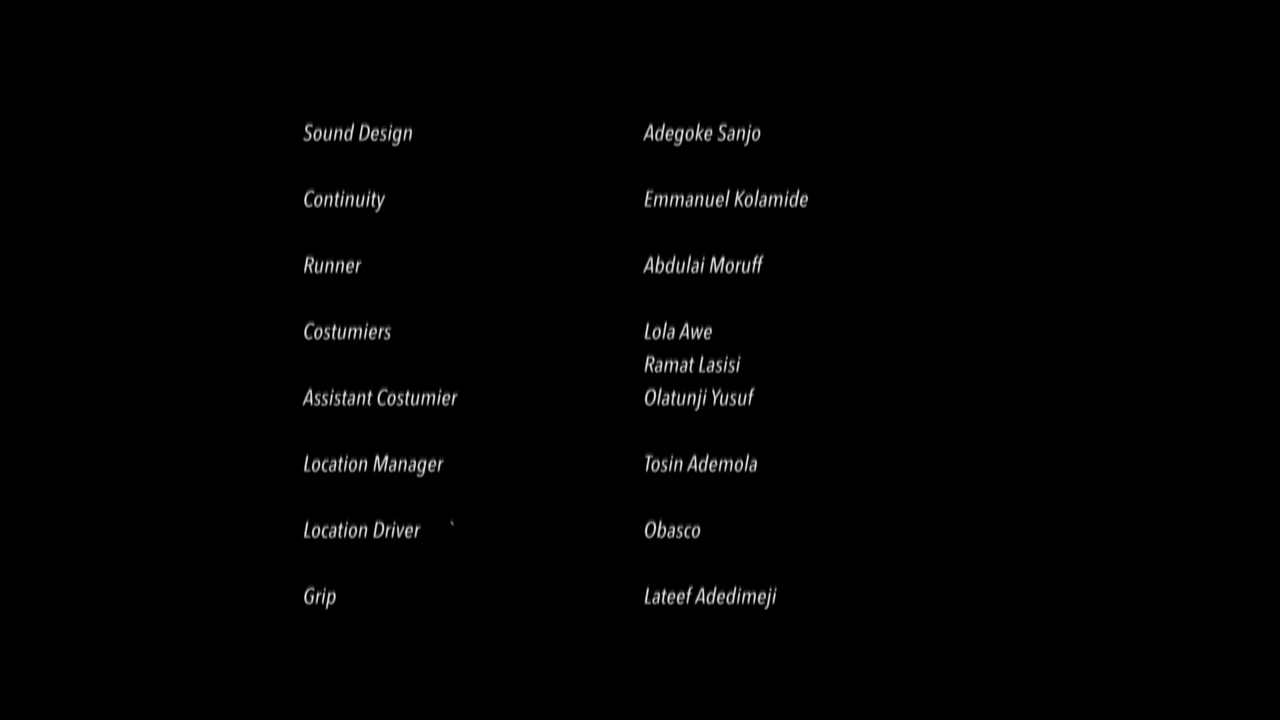 Sound Design Adegoke Sanjo
Continuity Emmanuel Kolamide
Runner Abdulai Moruff
Costumiers Lola Awe
Ramat Lasisi
Assistant Costumier Olatunji Yusuf
Location Manager Tosin Ademola
Location Driver ` Obasco
Grip Lateef Adedimeji